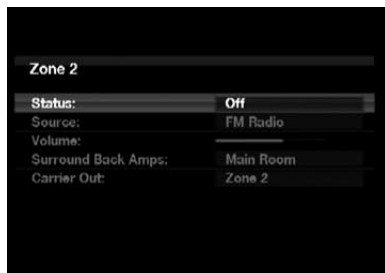 Zone 2
Status: Off
Source: FM Radio
Volume:
Surround Back Amps: Main Room
Carrier Out: Zone 2